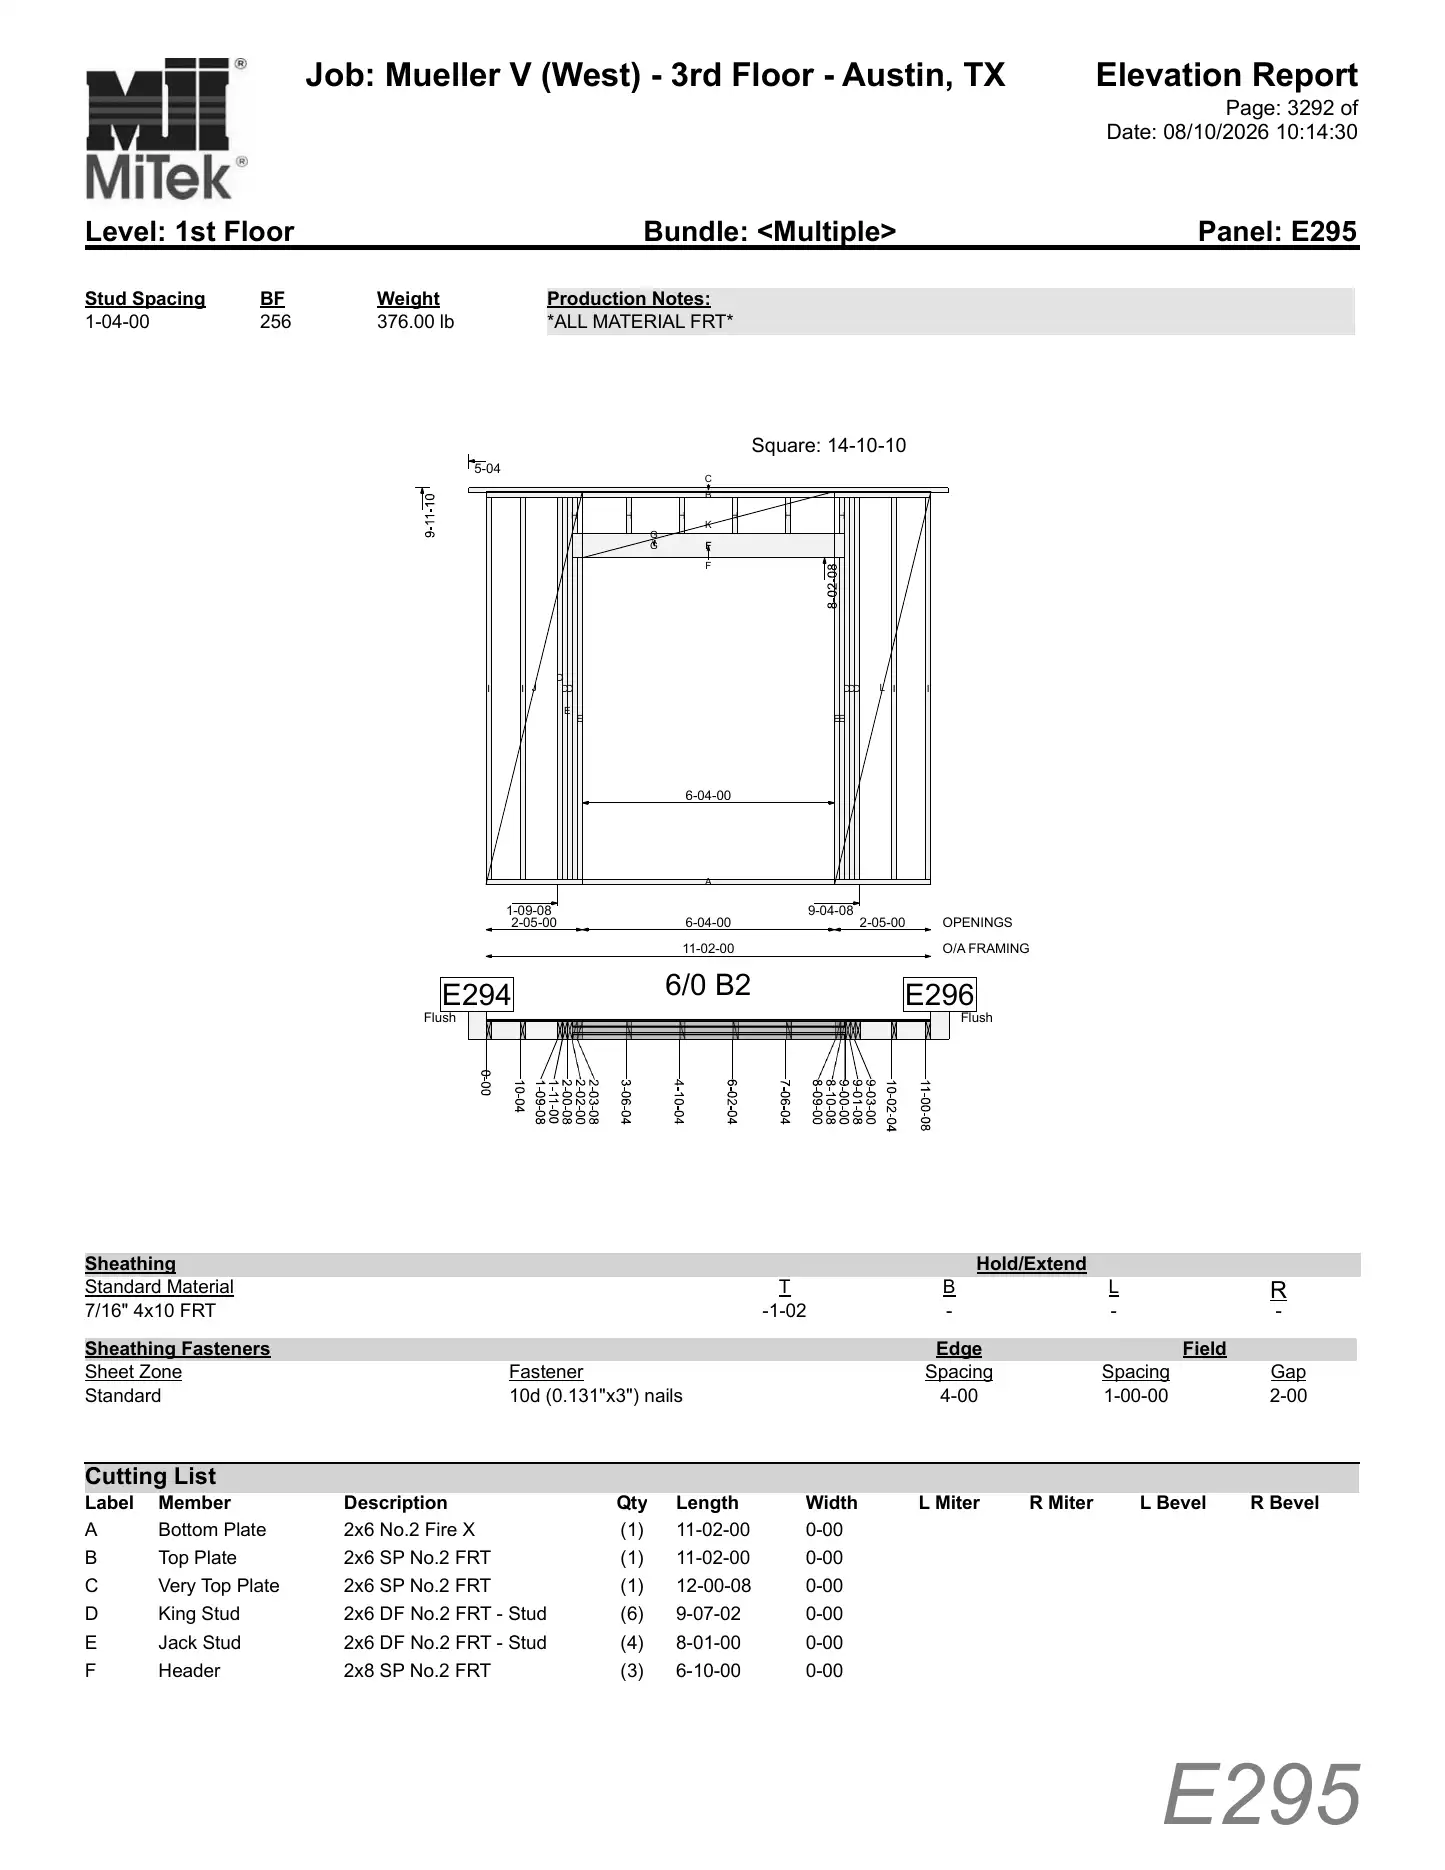 Job: Mueller V (West) - 3rd Floor - Austin, TX
Elevation Report
Page: 3292 of
Date: 08/10/2026 10:14:30
MiTek®
Level: 1st Floor Bundle: <Multiple> Panel: E295
Stud Spacing BF Weight Production Notes:
1-04-00 256 376.00 lb *ALL MATERIAL FRT*
Square: 14-10-10
5-04
C
9-11-10
K
G
F
8-02-08
I I J L I I
E
6-04-00
A
1-09-08 9-04-08
2-05-00 6-04-00 2-05-00 OPENINGS
11-02-00 O/A FRAMING
E294 6/0 B2 E296
Flush Flush
0-00 10-04 1-09-08 1-11-00 2-00-08 2-02-00 2-03-08 3-06-04 4-10-04 6-02-04 7-06-04 8-09-00 8-10-08 9-00-00 9-01-08 9-03-00 10-02-04 11-00-08
Sheathing Hold/Extend
Standard Material T B L R
7/16" 4x10 FRT -1-02 - - -
Sheathing Fasteners Edge Field
Sheet Zone Fastener Spacing Spacing Gap
Standard 10d (0.131"x3") nails 4-00 1-00-00 2-00
Cutting List
Label Member Description Qty Length Width L Miter R Miter L Bevel R Bevel
A Bottom Plate 2x6 No.2 Fire X (1) 11-02-00 0-00
B Top Plate 2x6 SP No.2 FRT (1) 11-02-00 0-00
C Very Top Plate 2x6 SP No.2 FRT (1) 12-00-08 0-00
D King Stud 2x6 DF No.2 FRT - Stud (6) 9-07-02 0-00
E Jack Stud 2x6 DF No.2 FRT - Stud (4) 8-01-00 0-00
F Header 2x8 SP No.2 FRT (3) 6-10-00 0-00
E295